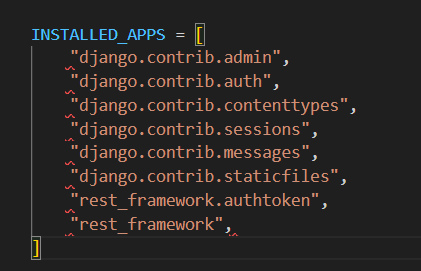 INSTALLED_APPS = [
    "django.contrib.admin",
    "django.contrib.auth",
    "django.contrib.contenttypes",
    "django.contrib.sessions",
    "django.contrib.messages",
    "django.contrib.staticfiles",
    "rest_framework.authtoken",
    "rest_framework",
]